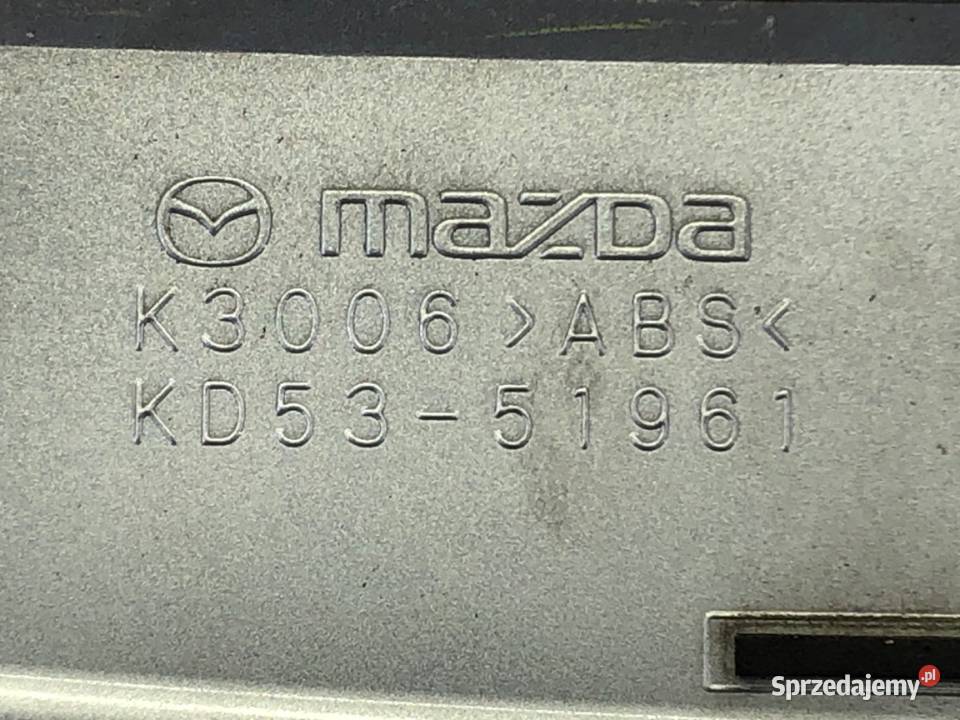 mazda
K3006 >ABS<
KD53-51961
Sprzedajemy.pl